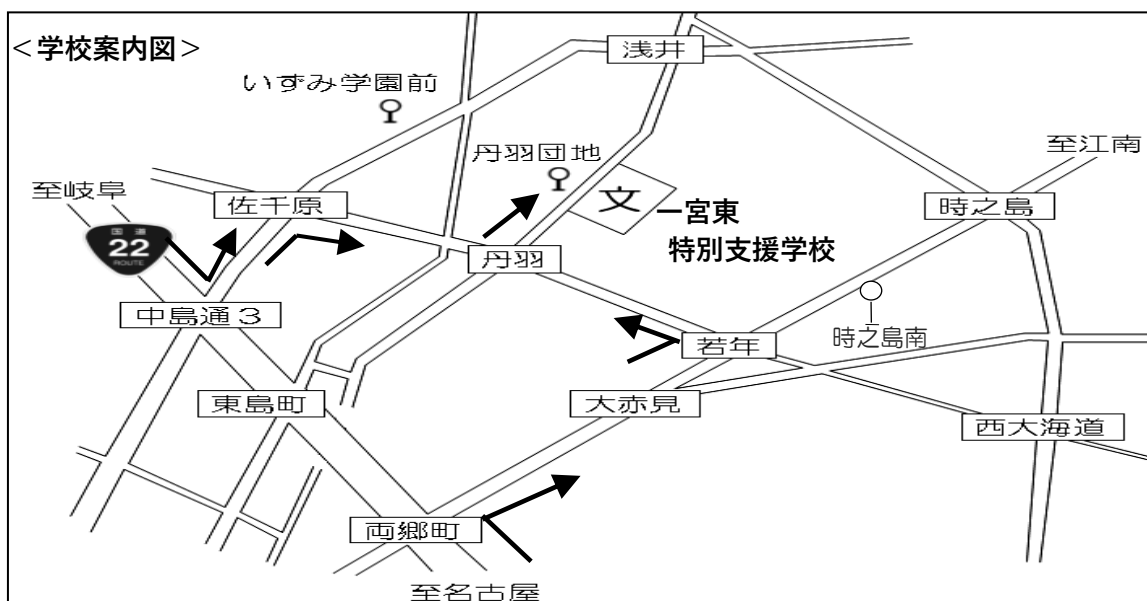 ＜学校案内図＞
浅井
いずみ学園前
至江南
丹羽団地
至岐阜
佐千原
文
一宮東
特別支援学校
時之島
国道
22
ROUTE
丹羽
中島通３
時之島南
若年
東島町
大赤見
西大海道
両郷町
至名古屋